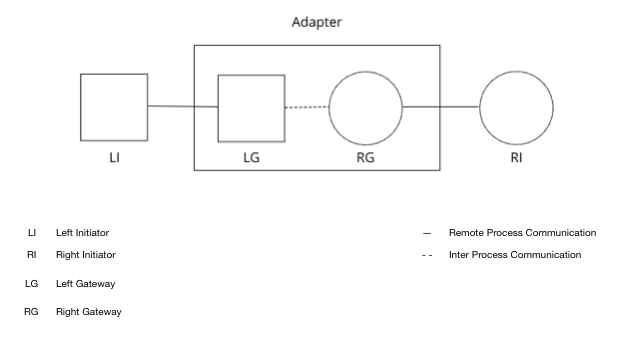 Adapter
LI
LG
RG
RI
LI Left Initiator
— Remote Process Communication
RI Right Initiator
- - Inter Process Communication
LG Left Gateway
RG Right Gateway